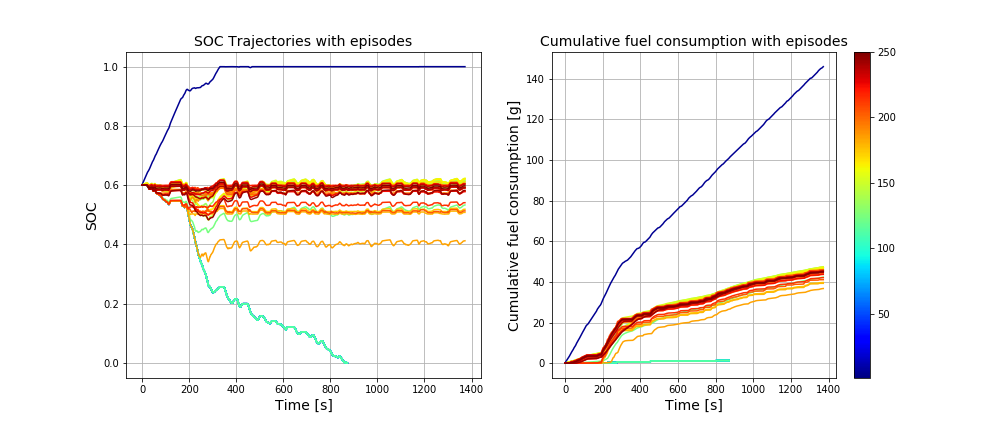 SOC Trajectories with episodes
SOC
1.0
0.8
0.6
0.4
0.2
0.0
0 200 400 600 800 1000 1200 1400
Time [s]
Cumulative fuel consumption with episodes
Cumulative fuel consumption [g]
140
120
100
80
60
40
20
0
0 200 400 600 800 1000 1200 1400
Time [s]
250
200
150
100
50